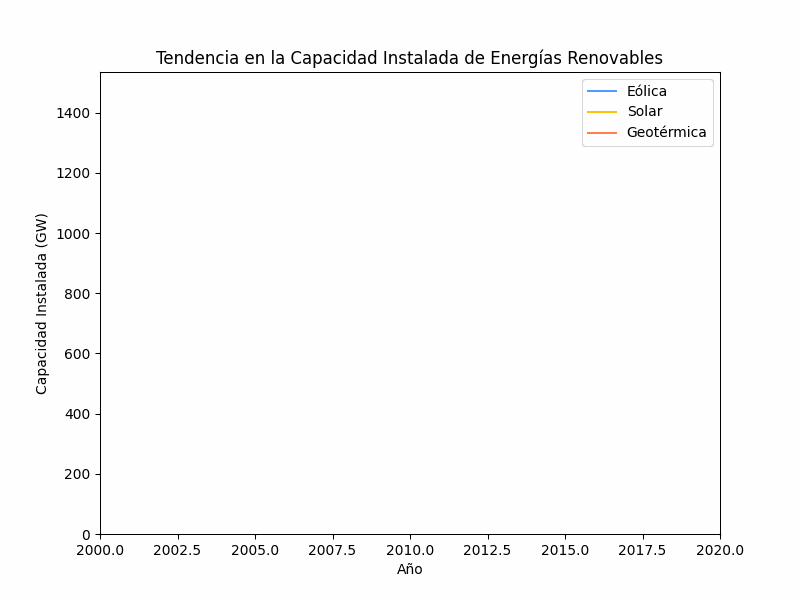 Tendencia en la Capacidad Instalada de Energías Renovables
Eólica
Solar
Geotérmica
Capacidad Instalada (GW)
1400
1200
1000
800
600
400
200
0
2000.0 2002.5 2005.0 2007.5 2010.0 2012.5 2015.0 2017.5 2020.0
Año